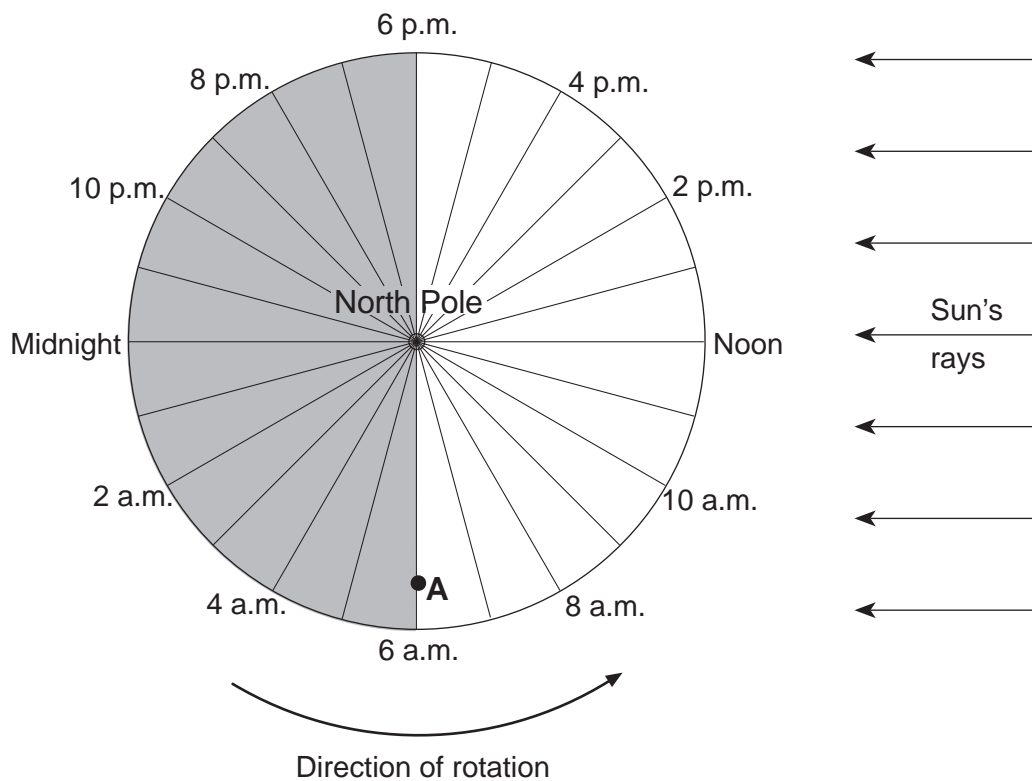 6 p.m.
8 p.m.
4 p.m.
10 p.m.
2 p.m.
North Pole
Midnight
Noon
Sun's
rays
2 a.m.
10 a.m.
A
4 a.m.
8 a.m.
6 a.m.
Direction of rotation